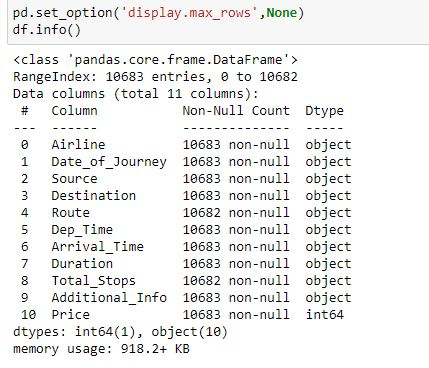 pd.set_option('display.max_rows',None)
df.info()
<class 'pandas.core.frame.DataFrame'>
RangeIndex: 10683 entries, 0 to 10682
Data columns (total 11 columns):
 #   Column           Non-Null Count  Dtype
---  ------           --------------  -----
 0   Airline          10683 non-null  object
 1   Date_of_Journey  10683 non-null  object
 2   Source           10683 non-null  object
 3   Destination      10683 non-null  object
 4   Route            10682 non-null  object
 5   Dep_Time         10683 non-null  object
 6   Arrival_Time     10683 non-null  object
 7   Duration         10683 non-null  object
 8   Total_Stops      10682 non-null  object
 9   Additional_Info  10683 non-null  object
 10  Price            10683 non-null  int64
dtypes: int64(1), object(10)
memory usage: 918.2+ KB